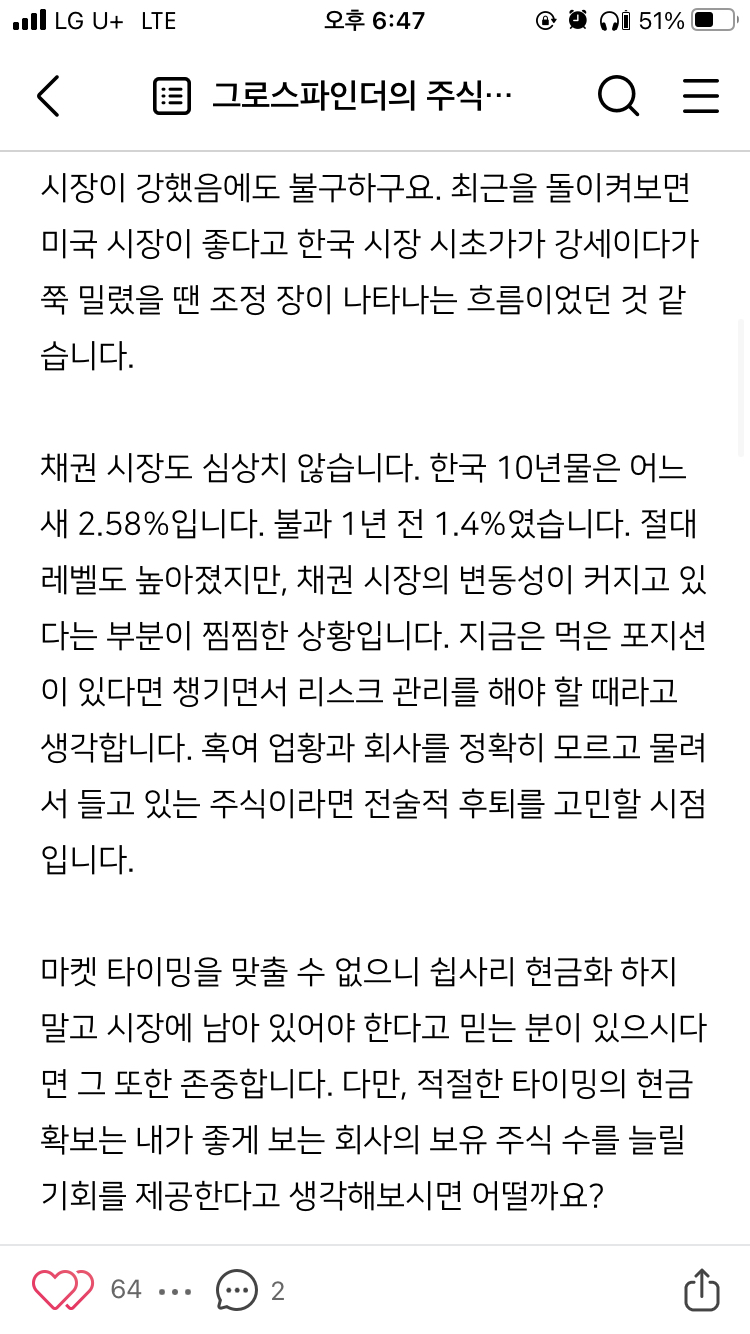 LG U+ LTE 오후 6:47 51%
그로스파인더의 주식…
시장이 강했음에도 불구하구요. 최근을 돌이켜보면
미국 시장이 좋다고 한국 시장 시초가가 강세이다가
쭉 밀렸을 땐 조정 장이 나타나는 흐름이었던 것 같
습니다.
채권 시장도 심상치 않습니다. 한국 10년물은 어느
새 2.58%입니다. 불과 1년 전 1.4%였습니다. 절대
레벨도 높아졌지만, 채권 시장의 변동성이 커지고 있
다는 부분이 찜찜한 상황입니다. 지금은 먹은 포지션
이 있다면 챙기면서 리스크 관리를 해야 할 때라고
생각합니다. 혹여 업황과 회사를 정확히 모르고 물려
서 들고 있는 주식이라면 전술적 후퇴를 고민할 시점
입니다.
마켓 타이밍을 맞출 수 없으니 쉽사리 현금화 하지
말고 시장에 남아 있어야 한다고 믿는 분이 있으시다
면 그 또한 존중합니다. 다만, 적절한 타이밍의 현금
확보는 내가 좋게 보는 회사의 보유 주식 수를 늘릴
기회를 제공한다고 생각해보시면 어떨까요?
64 2